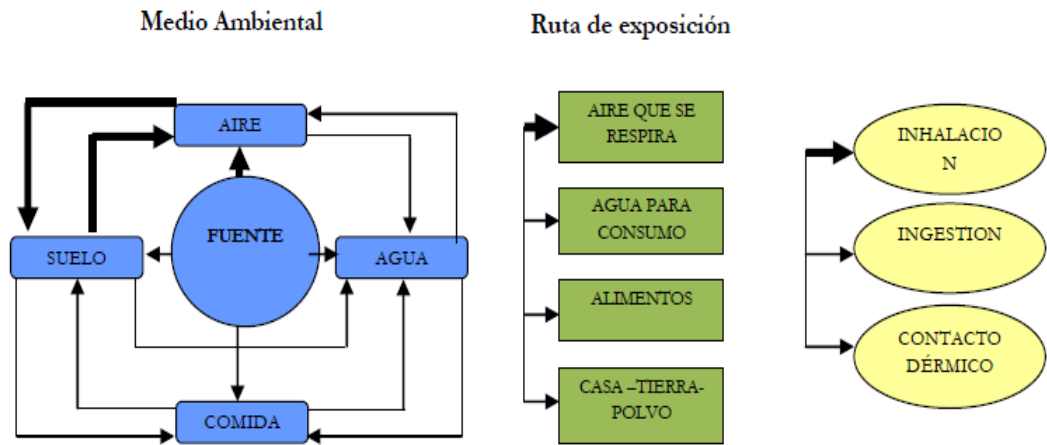 Medio Ambiental
Ruta de exposición
AIRE
FUENTE
SUELO
AGUA
COMIDA
AIRE QUE SE
RESPIRA
AGUA PARA
CONSUMO
ALIMENTOS
CASA –TIERRA-
POLVO
INHALACIO
N
INGESTION
CONTACTO
DÉRMICO